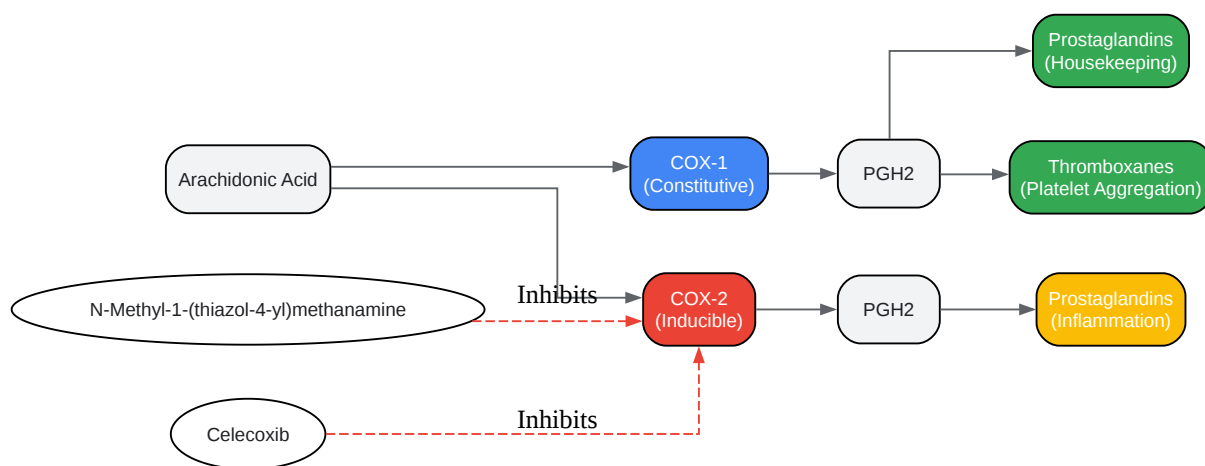 Prostaglandins
(Housekeeping)
Arachidonic Acid
COX-1
(Constitutive)
PGH2
Thromboxanes
(Platelet Aggregation)
N-Methyl-1-(thiazol-4-yl)methanamine
Inhibits
COX-2
(Inducible)
PGH2
Prostaglandins
(Inflammation)
Celecoxib
Inhibits